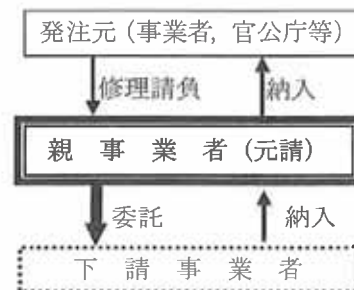 発注元（事業者，官公庁等）
修理請負 納入
親事業者（元請）
委託 納入
下請事業者